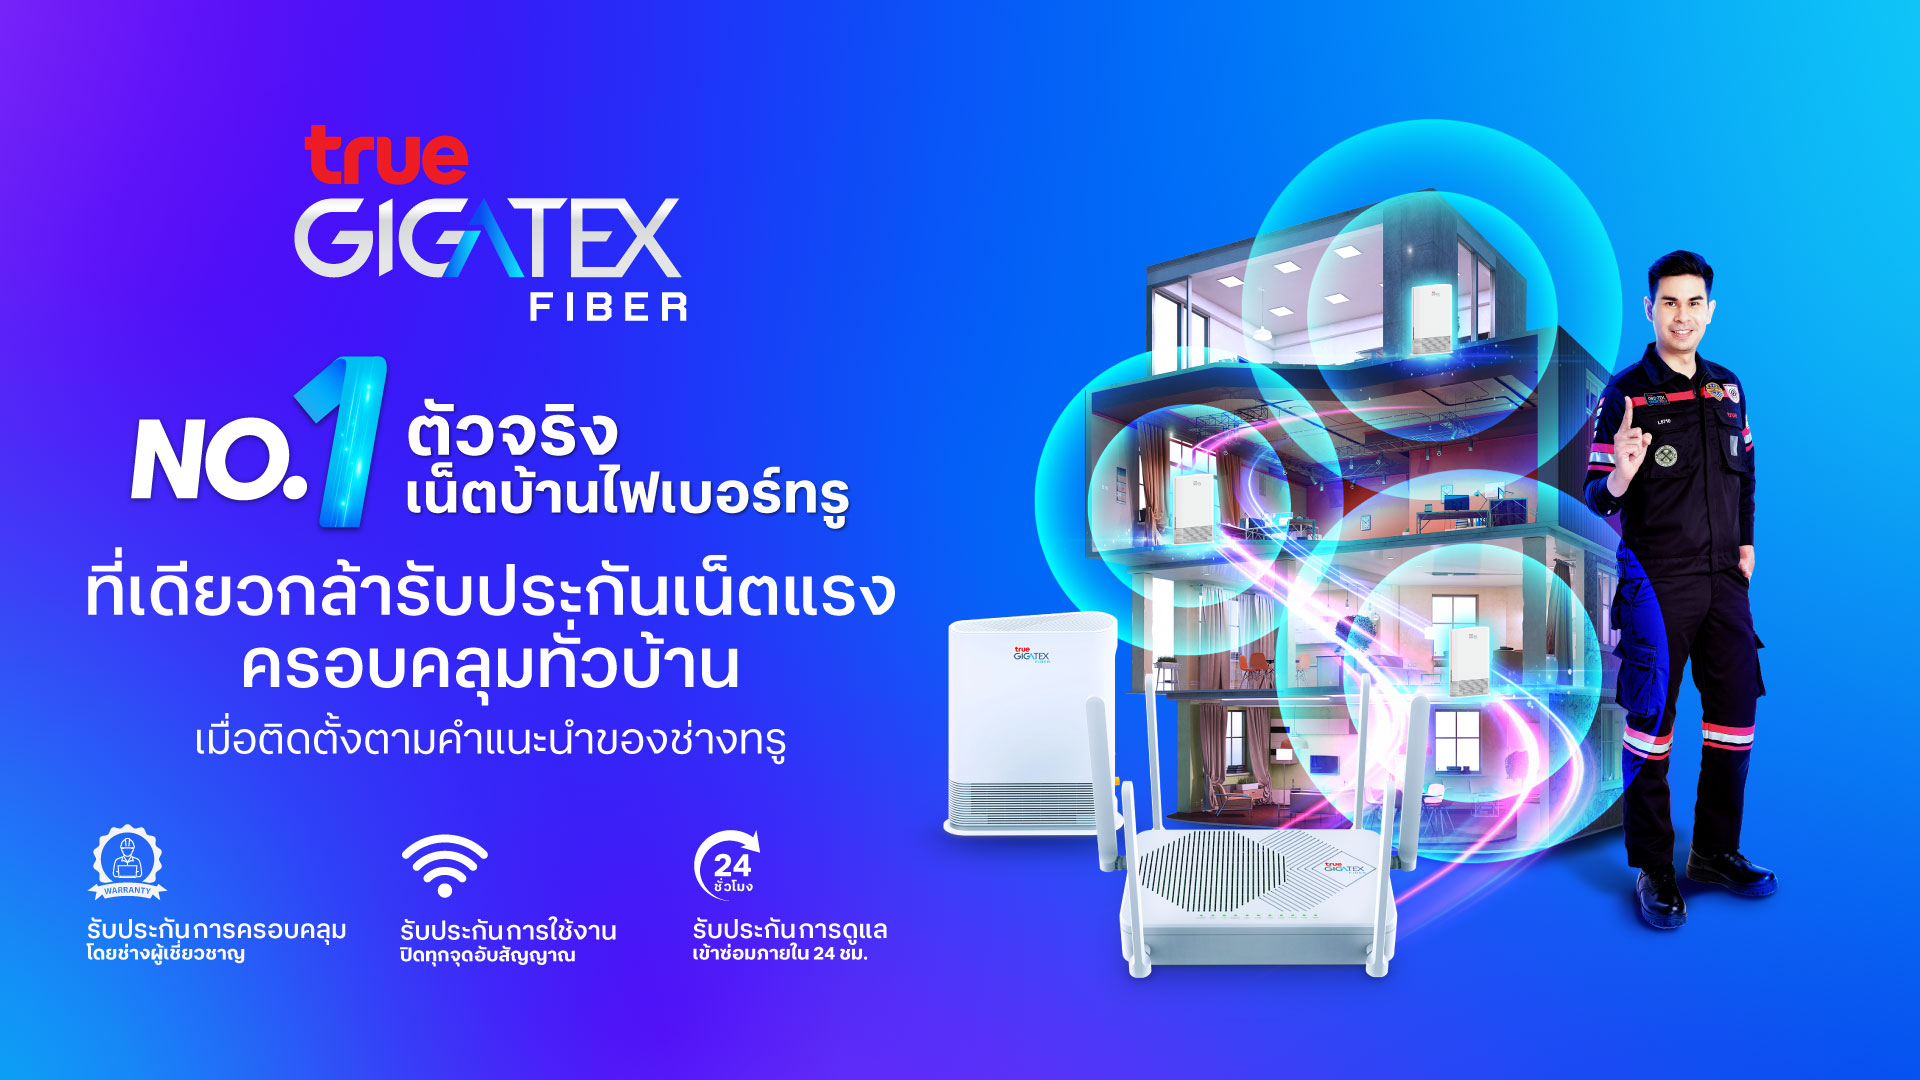 true
GIGATEX
FIBER
NO.1
ตัวจริง
เน็ตบ้านไฟเบอร์ทรู
ที่เดียวกล้ารับประกันเน็ตแรง
ครอบคลุมทั่วบ้าน
เมื่อติดตั้งตามคำแนะนำของช่างทรู
WARRANTY
รับประกันการครอบคลุม
โดยช่างผู้เชี่ยวชาญ
รับประกันการใช้งาน
ปิดทุกจุดอับสัญญาณ
24
ชั่วโมง
รับประกันการดูแล
เข้าซ่อมภายใน 24 ชม.
true
GIGATEX
FIBER
true
GIGATEX
FIBER
true